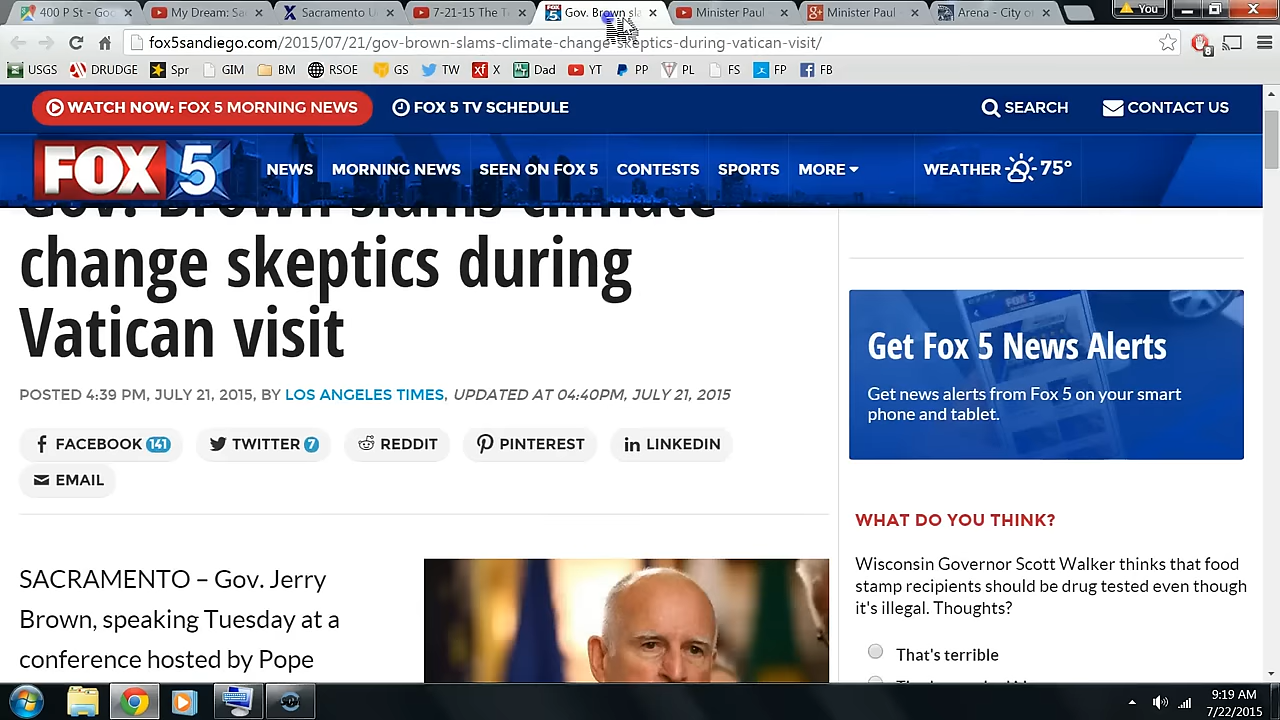 400 P St - Goo
My Dream: Sa
Sacramento U
7-21-15 The T
Gov. Brown sla
Minister Paul
Minister Paul
Arena - City o
You
fox5sandiego.com/2015/07/21/gov-brown-slams-climate-change-skeptics-during-vatican-visit/
8
USGS DRUDGE Spr GIM BM RSOE GS TW X Dad YT PP PL FS FP FB
WATCH NOW: FOX 5 MORNING NEWS
FOX 5 TV SCHEDULE
SEARCH
CONTACT US
FOX 5
NEWS MORNING NEWS SEEN ON FOX 5 CONTESTS SPORTS MORE
WEATHER 75°
Gov. Brown slams climate
change skeptics during
Vatican visit
POSTED 4:39 PM, JULY 21, 2015, BY LOS ANGELES TIMES, UPDATED AT 04:40PM, JULY 21, 2015
FACEBOOK 141 TWITTER 7 REDDIT PINTEREST LINKEDIN
EMAIL
SACRAMENTO – Gov. Jerry
Brown, speaking Tuesday at a
conference hosted by Pope
Get Fox 5 News Alerts
Get news alerts from Fox 5 on your smart
phone and tablet.
WHAT DO YOU THINK?
Wisconsin Governor Scott Walker thinks that food
stamp recipients should be drug tested even though
it's illegal. Thoughts?
That's terrible
9:19 AM
7/22/2015